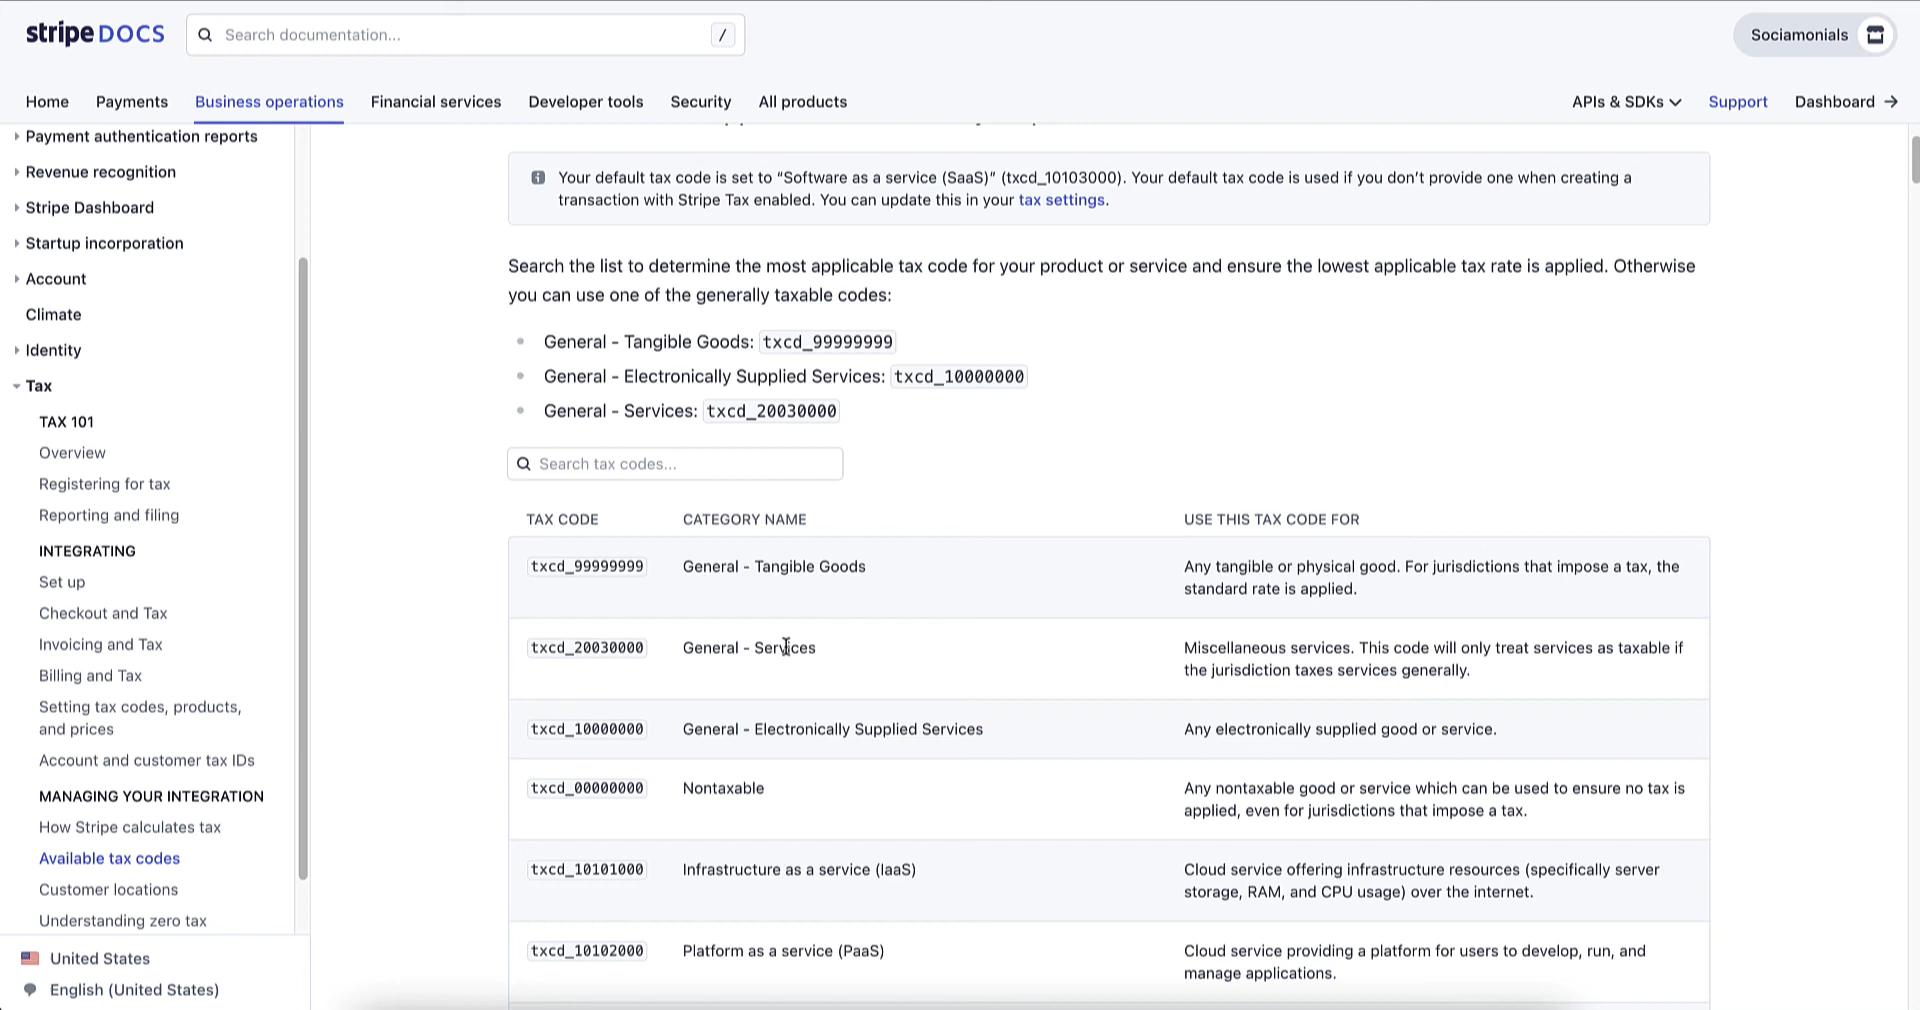 stripe DOCS
Search documentation...
/
Sociamonials
Home
Payments
Business operations
Financial services
Developer tools
Security
All products
APIs & SDKs
Support
Dashboard →
Payment authentication reports
Revenue recognition
Stripe Dashboard
Startup incorporation
Account
Climate
Identity
Tax
TAX 101
Overview
Registering for tax
Reporting and filing
INTEGRATING
Set up
Checkout and Tax
Invoicing and Tax
Billing and Tax
Setting tax codes, products,
and prices
Account and customer tax IDs
MANAGING YOUR INTEGRATION
How Stripe calculates tax
Available tax codes
Customer locations
Understanding zero tax
United States
English (United States)
Your default tax code is set to “Software as a service (SaaS)” (txcd_10103000). Your default tax code is used if you don’t provide one when creating a
transaction with Stripe Tax enabled. You can update this in your tax settings.
Search the list to determine the most applicable tax code for your product or service and ensure the lowest applicable tax rate is applied. Otherwise
you can use one of the generally taxable codes:
General - Tangible Goods: txcd_99999999
General - Electronically Supplied Services: txcd_10000000
General - Services: txcd_20030000
Search tax codes...
TAX CODE CATEGORY NAME USE THIS TAX CODE FOR
txcd_99999999 General - Tangible Goods Any tangible or physical good. For jurisdictions that impose a tax, the
standard rate is applied.
txcd_20030000 General - Services Miscellaneous services. This code will only treat services as taxable if
the jurisdiction taxes services generally.
txcd_10000000 General - Electronically Supplied Services Any electronically supplied good or service.
txcd_00000000 Nontaxable Any nontaxable good or service which can be used to ensure no tax is
applied, even for jurisdictions that impose a tax.
txcd_10101000 Infrastructure as a service (IaaS) Cloud service offering infrastructure resources (specifically server
storage, RAM, and CPU usage) over the internet.
txcd_10102000 Platform as a service (PaaS) Cloud service providing a platform for users to develop, run, and
manage applications.